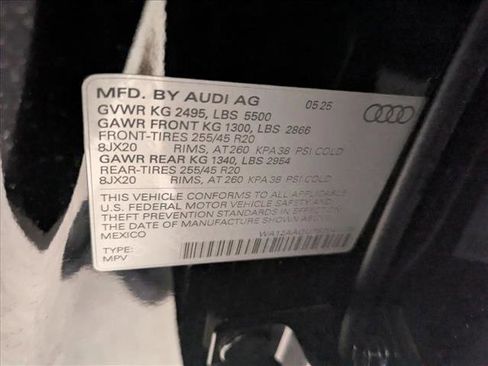 MFD. BY AUDI AG 05.25
GVWR KG 2495, LBS 5500
GAWR FRONT KG 1300, LBS 2866
FRONT-TIRES 255/45 R20
8JX20 RIMS, AT 260 KPA 38 PSI COLD
GAWR REAR KG 1340, LBS 2954
REAR-TIRES 255/45 R20
8JX20 RIMS, AT 260 KPA 38 PSI COLD
THIS VEHICLE CONFORMS TO ALL APPLICABLE
U.S. FEDERAL MOTOR VEHICLE SAFETY AND
THEFT PREVENTION STANDARDS IN EFFECT ON
THE DATE OF MANUFACTURE SHOWN ABOVE
MEXICO
TYPE:
MPV